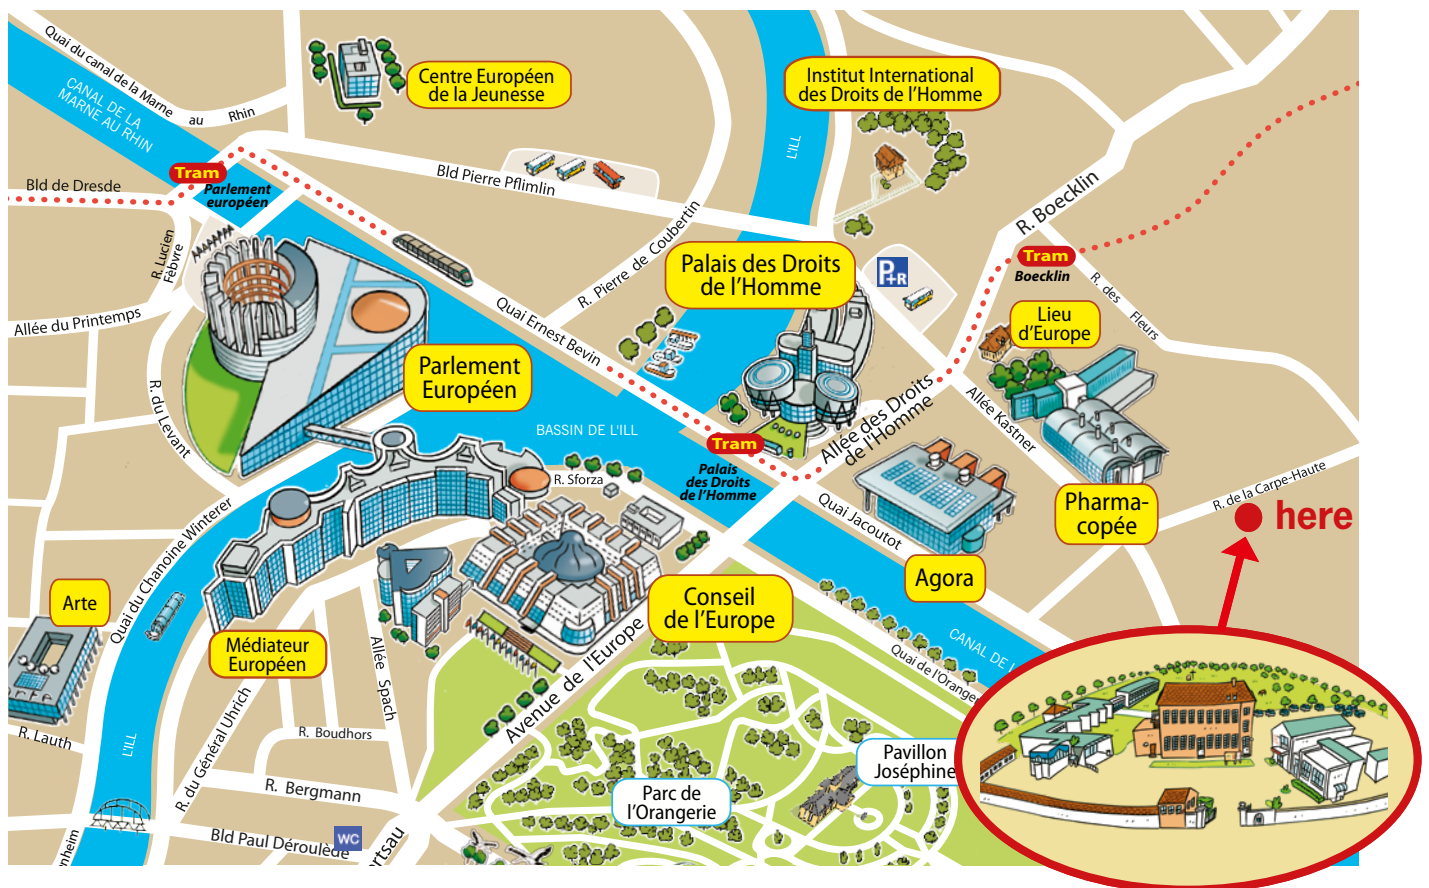 Quai du canal de la Marne au Rhin
CANAL DE LA
MARNE AU RHIN
Centre Européen
de la Jeunesse
Institut International
des Droits de l'Homme
L'ILL
Tram
Parlement
européen
Bld de Dresde
Bld Pierre Pflimlin
R. Boecklin
R. Lucien
Febvre
R. Pierre de Coubertin
Palais des Droits
de l'Homme
P+R
Tram
Boecklin
R. des Fleurs
Allée du Printemps
Quai Ernest Bevin
Lieu
d'Europe
Parlement
Européen
R. du Levant
BASSIN DE L'ILL
Allée des Droits
de l'Homme
Allée Kastner
Tram
Palais
des Droits
de l'Homme
R. Sforza
Quai Jacoutot
Pharma-
copée
R. de la Carpe-Haute
here
Quai du Chanoine Winterer
Agora
Arte
arte
Médiateur
Européen
Conseil
de l'Europe
Allée Spach
Avenue de l'Europe
CANAL DE L
Quai de l'Oranger
R. Lauth
L'ILL
R. du Général Uhrich
R. Boudhors
R. Bergmann
Pavillon
Joséphine
Parc de
l'Orangerie
Bld Paul Déroulède
WC
nheim
ertsau